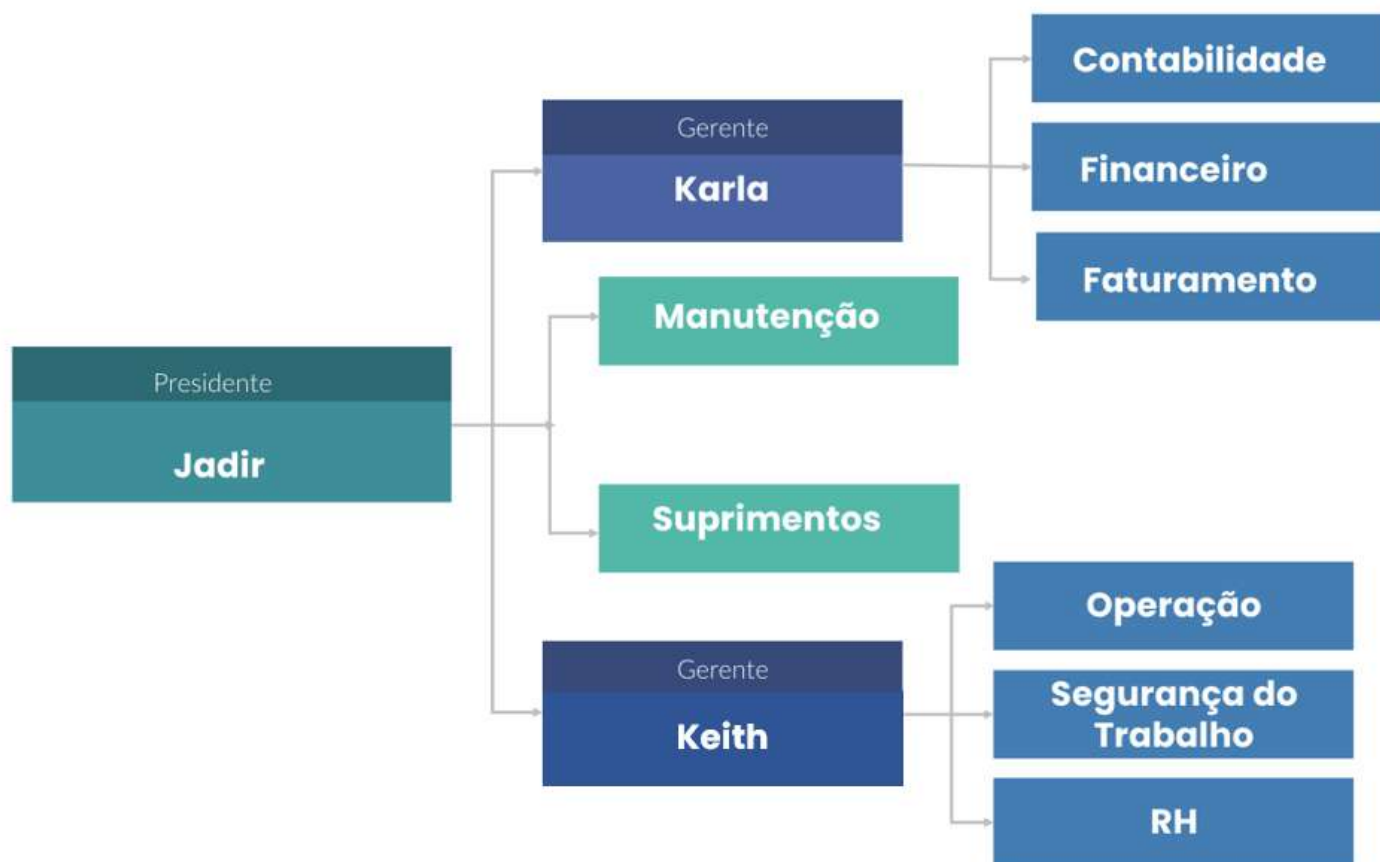 Contabilidade
Gerente
Karla
Financeiro
Faturamento
Manutenção
Presidente
Jadir
Suprimentos
Operação
Gerente
Keith
Segurança do
Trabalho
RH